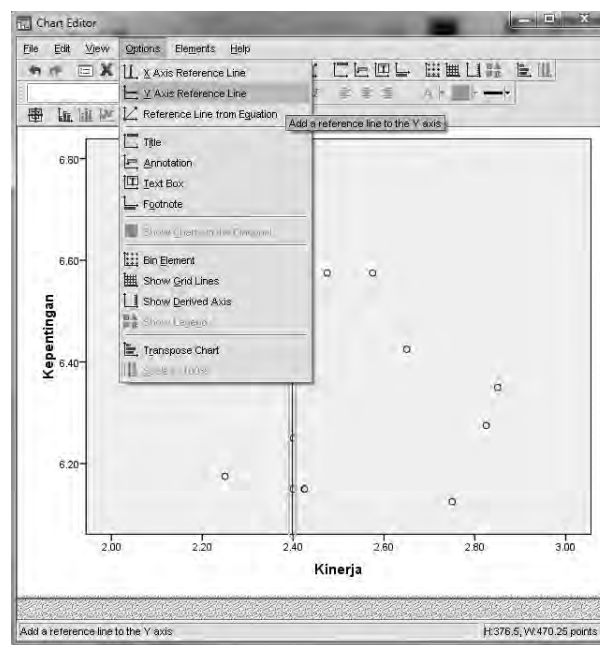 Chart Editor
File Edit View Options Elements Help
X Axis Reference Line
Y Axis Reference Line
Reference Line from Equation
Add a reference line to the Y axis
Title
Annotation
Text Box
Footnote
Bin Element
Show Grid Lines
Show Derived Axis
Show Legend
Transpose Chart
6.80
6.60
6.40
6.20
Kepentingan
2.00 2.20 2.40 2.60 2.80 3.00
Kinerja
Add a reference line to the Y axis
H:376.5, W:470.25 points